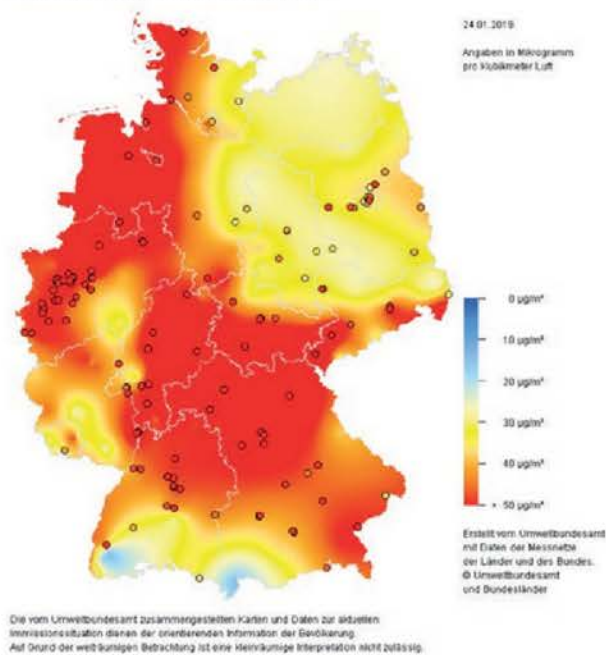 24.01.2019
Angaben in Mikrogramm
pro Kubikmeter Luft
0 µg/m³
10 µg/m³
20 µg/m³
30 µg/m³
40 µg/m³
> 50 µg/m³
Erstellt vom Umweltbundesamt
mit Daten der Messnetze
der Länder und des Bundes.
© Umweltbundesamt
und Bundesländer
Die vom Umweltbundesamt zusammengestellten Karten und Daten zur aktuellen
Immissionssituation dienen der orientierenden Information der Bevölkerung.
Auf Grund der weiträumigen Betrachtung ist eine kleinräumige Interpretation nicht zulässig.